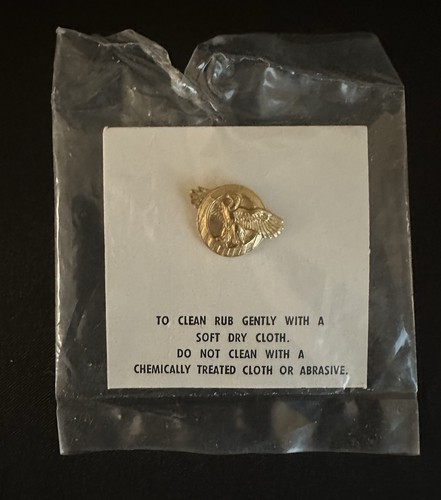 TO CLEAN RUB GENTLY WITH A
SOFT DRY CLOTH.
DO NOT CLEAN WITH A
CHEMICALLY TREATED CLOTH OR ABRASIVE.